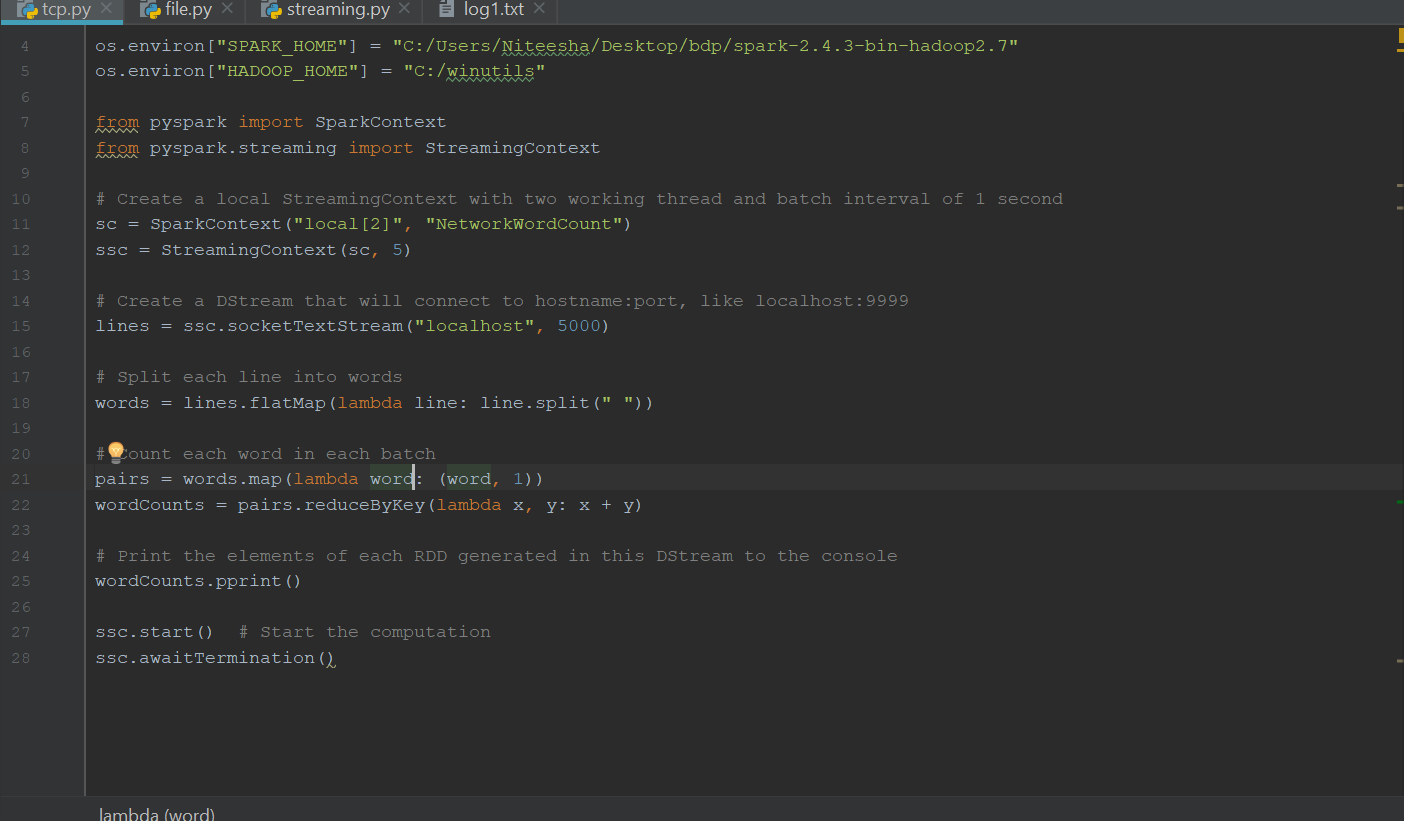 tcp.py file.py streaming.py log1.txt
4 os.environ["SPARK_HOME"] = "C:/Users/Niteesha/Desktop/bdp/spark-2.4.3-bin-hadoop2.7"
5 os.environ["HADOOP_HOME"] = "C:/winutils"
6
7 from pyspark import SparkContext
8 from pyspark.streaming import StreamingContext
9
10 # Create a local StreamingContext with two working thread and batch interval of 1 second
11 sc = SparkContext("local[2]", "NetworkWordCount")
12 ssc = StreamingContext(sc, 5)
13
14 # Create a DStream that will connect to hostname:port, like localhost:9999
15 lines = ssc.socketTextStream("localhost", 5000)
16
17 # Split each line into words
18 words = lines.flatMap(lambda line: line.split(" "))
19
20 # Count each word in each batch
21 pairs = words.map(lambda word: (word, 1))
22 wordCounts = pairs.reduceByKey(lambda x, y: x + y)
23
24 # Print the elements of each RDD generated in this DStream to the console
25 wordCounts.pprint()
26
27 ssc.start()  # Start the computation
28 ssc.awaitTermination()
lambda (word)